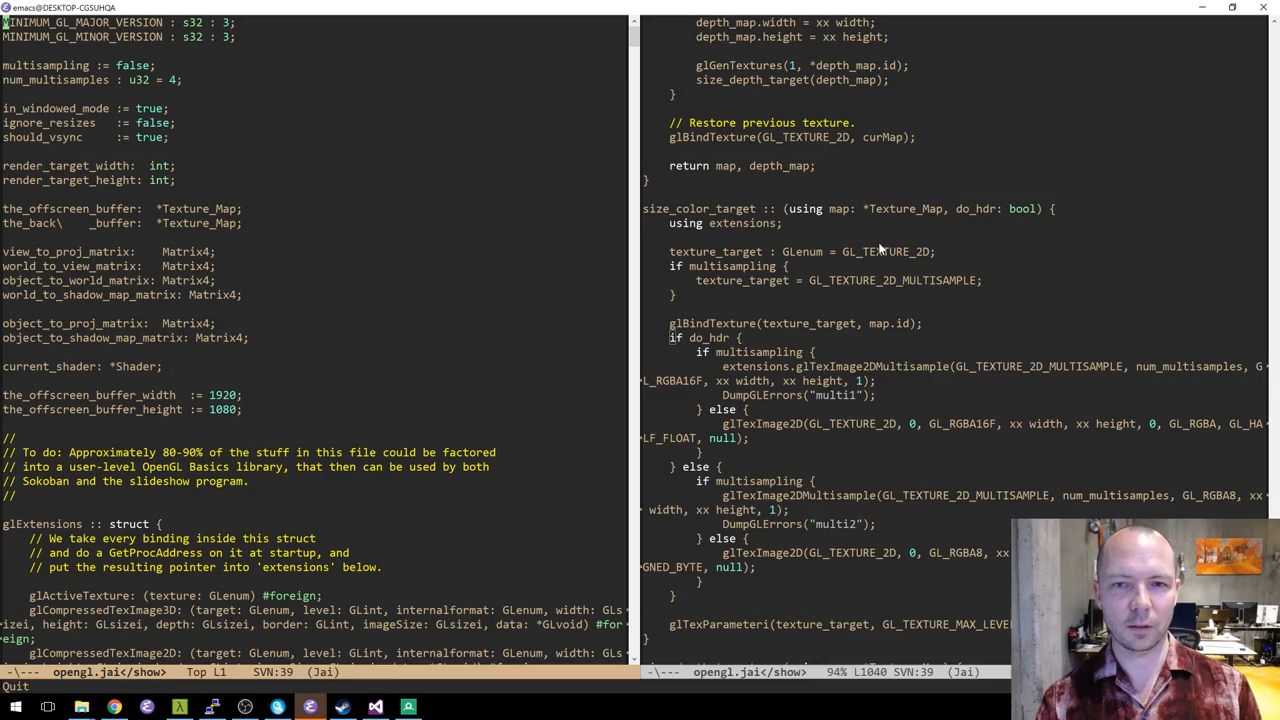 emacs@DESKTOP-CGSUHQA
MINIMUM_GL_MAJOR_VERSION : s32 : 3;
MINIMUM_GL_MINOR_VERSION : s32 : 3;
multisampling := false;
num_multisamples : u32 = 4;
in_windowed_mode := true;
ignore_resizes   := false;
should_vsync     := true;
render_target_width:  int;
render_target_height: int;
the_offscreen_buffer:  *Texture_Map;
the_back\    _buffer:  *Texture_Map;
view_to_proj_matrix:    Matrix4;
world_to_view_matrix:   Matrix4;
object_to_world_matrix: Matrix4;
world_to_shadow_map_matrix: Matrix4;
object_to_proj_matrix:  Matrix4;
object_to_shadow_map_matrix: Matrix4;
current_shader: *Shader;
the_offscreen_buffer_width  := 1920;
the_offscreen_buffer_height := 1080;
//
// To do: Approximately 80-90% of the stuff in this file could be factored
// into a user-level OpenGL Basics library, that then can be used by both
// Sokoban and the slideshow program.
//
glExtensions :: struct {
// We take every binding inside this struct
// and do a GetProcAddress on it at startup, and
// put the resulting pointer into 'extensions' below.
glActiveTexture: (texture: GLenum) #foreign;
glCompressedTexImage3D: (target: GLenum, level: GLint, internalformat: GLenum, width: GLs
izei, height: GLsizei, depth: GLsizei, border: GLint, imageSize: GLsizei, data: *GLvoid) #for
eign;
glCompressedTexImage2D: (target: GLenum, level: GLint, internalformat: GLenum, width: GLs
-\---  opengl.jai</show>   Top L1     SVN:39  (Jai)
depth_map.width = xx width;
depth_map.height = xx height;
glGenTextures(1, *depth_map.id);
size_depth_target(depth_map);
}
// Restore previous texture.
glBindTexture(GL_TEXTURE_2D, curMap);
return map, depth_map;
}
size_color_target :: (using map: *Texture_Map, do_hdr: bool) {
using extensions;
texture_target : GLenum = GL_TEXTURE_2D;
if multisampling {
texture_target = GL_TEXTURE_2D_MULTISAMPLE;
}
glBindTexture(texture_target, map.id);
if do_hdr {
if multisampling {
extensions.glTexImage2DMultisample(GL_TEXTURE_2D_MULTISAMPLE, num_multisamples, G
L_RGBA16F, xx width, xx height, 1);
DumpGLErrors("multi1");
} else {
glTexImage2D(GL_TEXTURE_2D, 0, GL_RGBA16F, xx width, xx height, 0, GL_RGBA, GL_HA
LF_FLOAT, null);
}
} else {
if multisampling {
glTexImage2DMultisample(GL_TEXTURE_2D_MULTISAMPLE, num_multisamples, GL_RGBA8, xx
width, xx height, 1);
DumpGLErrors("multi2");
} else {
glTexImage2D(GL_TEXTURE_2D, 0, GL_RGBA8, xx
GNED_BYTE, null);
}
}
glTexParameteri(texture_target, GL_TEXTURE_MAX_LEVE
}
-\---  opengl.jai</show>   94% L1040  SVN:39  (Jai)
Quit